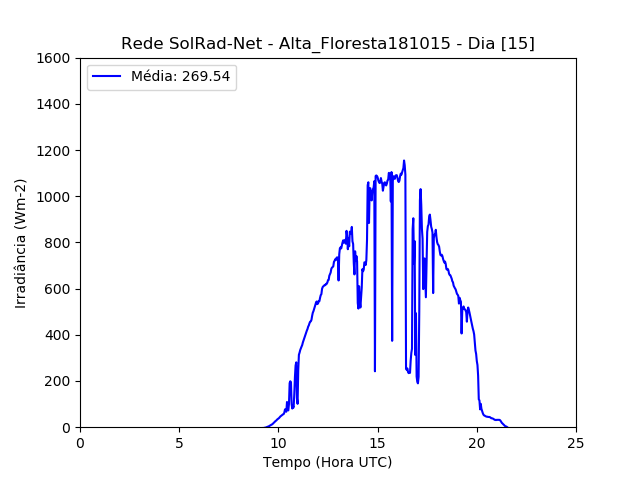 Rede SolRad-Net - Alta_Floresta181015 - Dia [15]
Média: 269.54
Irradiância (Wm-2)
1600
1400
1200
1000
800
600
400
200
0
0 5 10 15 20 25
Tempo (Hora UTC)